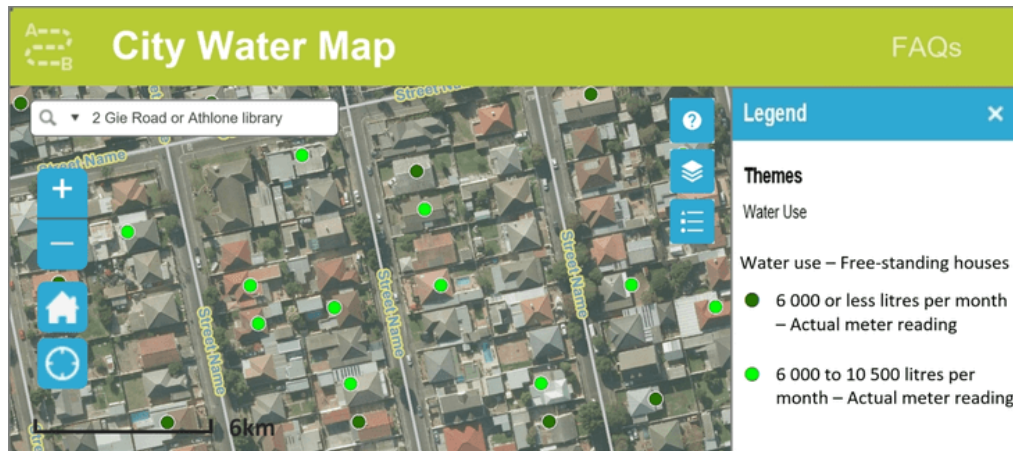 A
B
City Water Map
FAQs
2 Gie Road or Athlone library
Street Name
?
Legend ×
Themes
Water Use
Water use – Free-standing houses
6 000 or less litres per month
– Actual meter reading
6 000 to 10 500 litres per
month – Actual meter reading
+
–
Street Name
Street Name
Street Name
Street Name
6km